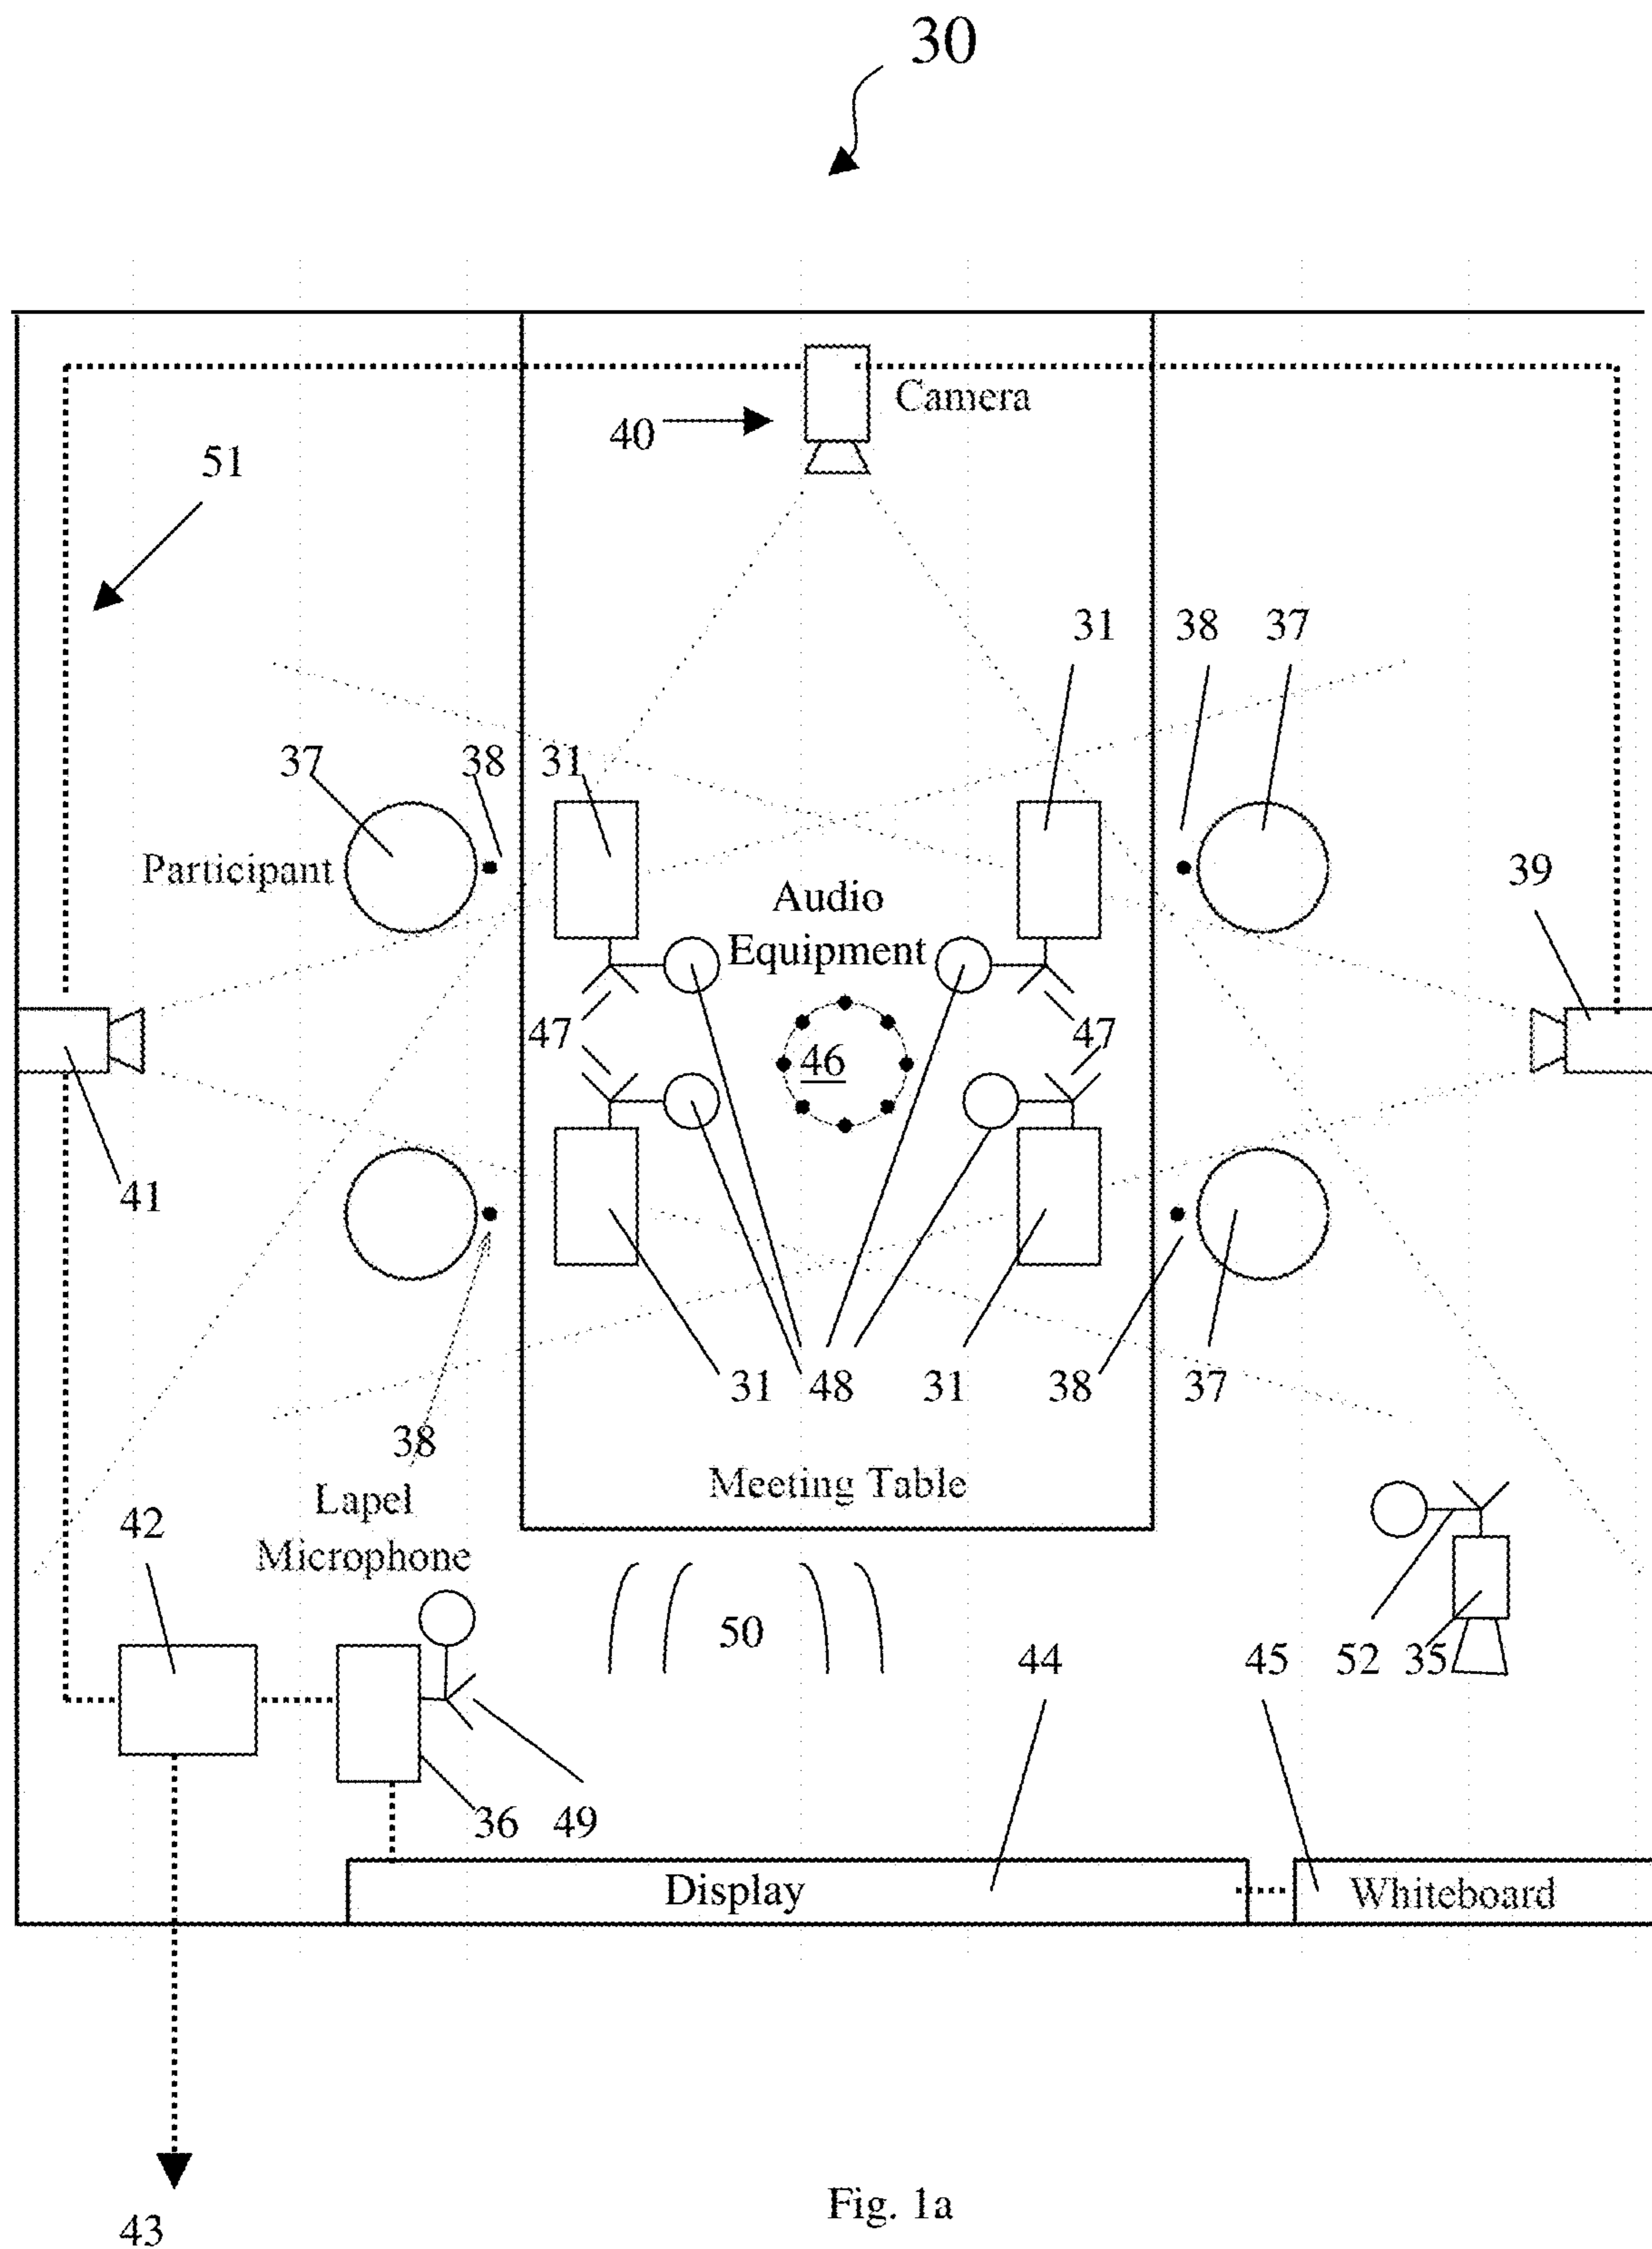 30
Camera
40
51
31 38 37
37 38 31
Participant
39
Audio
Equipment
47 47
46
41
31 48 31 38 37
38
Meeting Table
Lapel
Microphone
42
50
44 45 52 35
36 49
Display
Whiteboard
43
Fig. 1a